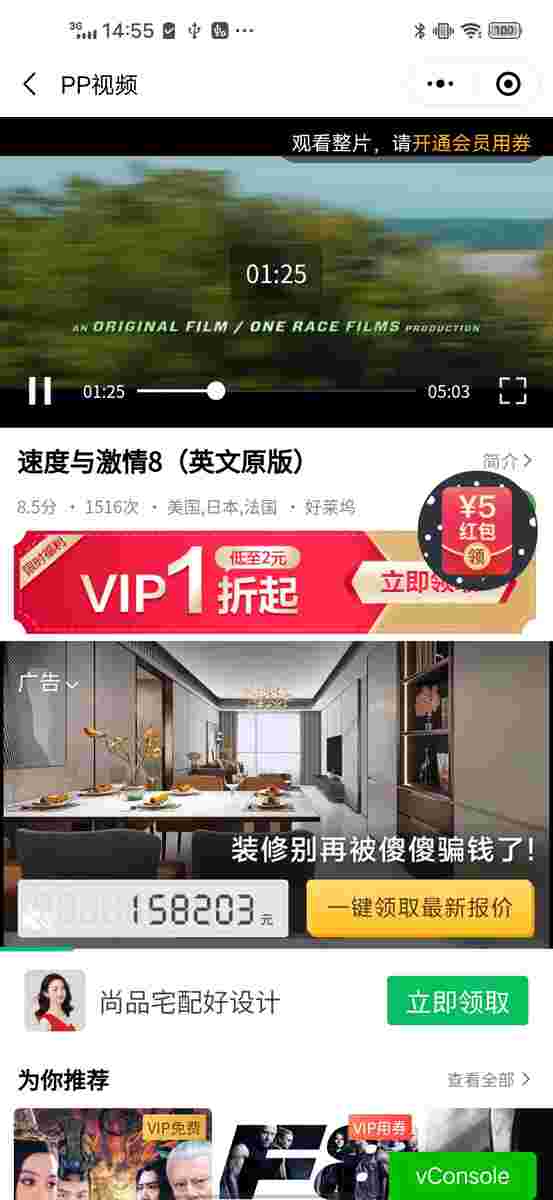 3G 14:55 100
PP视频
观看整片，请开通会员用券
01:25
AN ORIGINAL FILM / ONE RACE FILMS PRODUCTION
01:25 05:03
速度与激情8（英文原版） 简介
8.5分 · 1516次 · 美国,日本,法国 · 好莱坞
¥5
红包
领
限时福利
VIP1折起
低至2元
立即领取
广告
装修别再被傻傻骗钱了!
158203元
一键领取最新报价
尚品宅配好设计
立即领取
为你推荐 查看全部
VIP免费
VIP用券
F8
vConsole